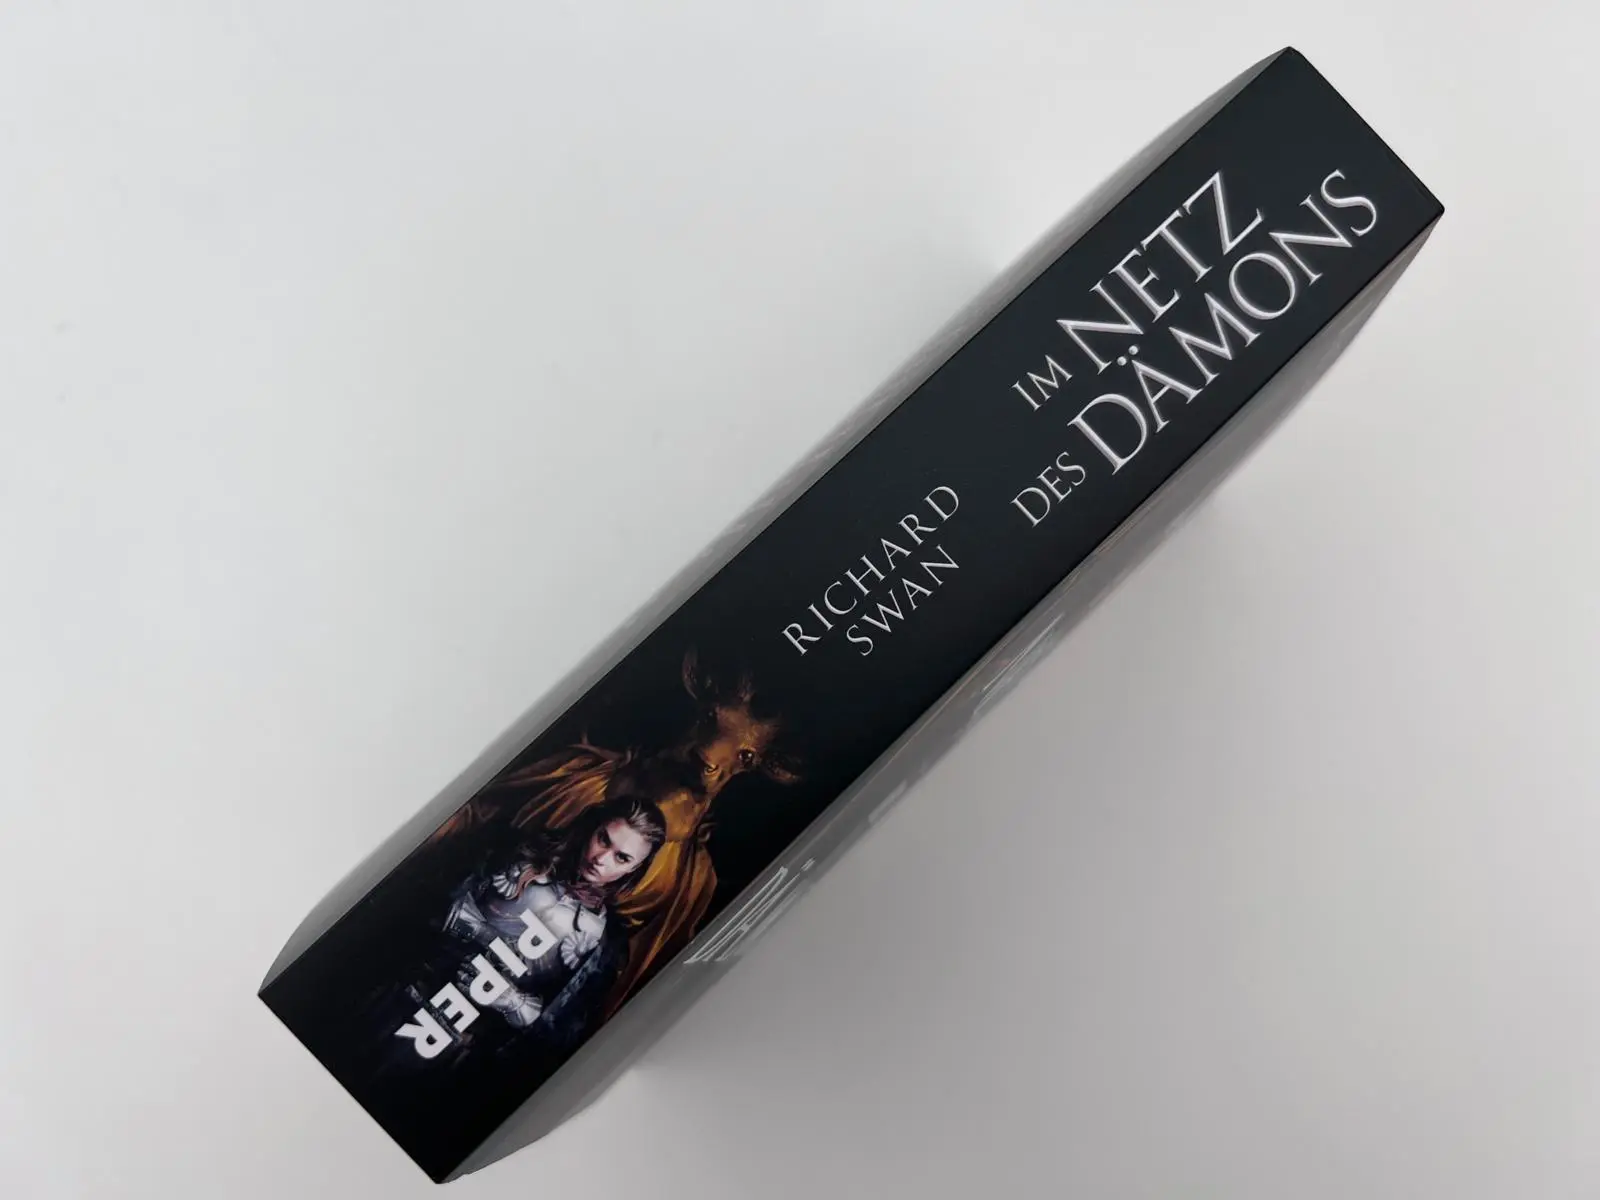 IM NETZ
DES DÄMONS
RICHARD
SWAN
PIPER